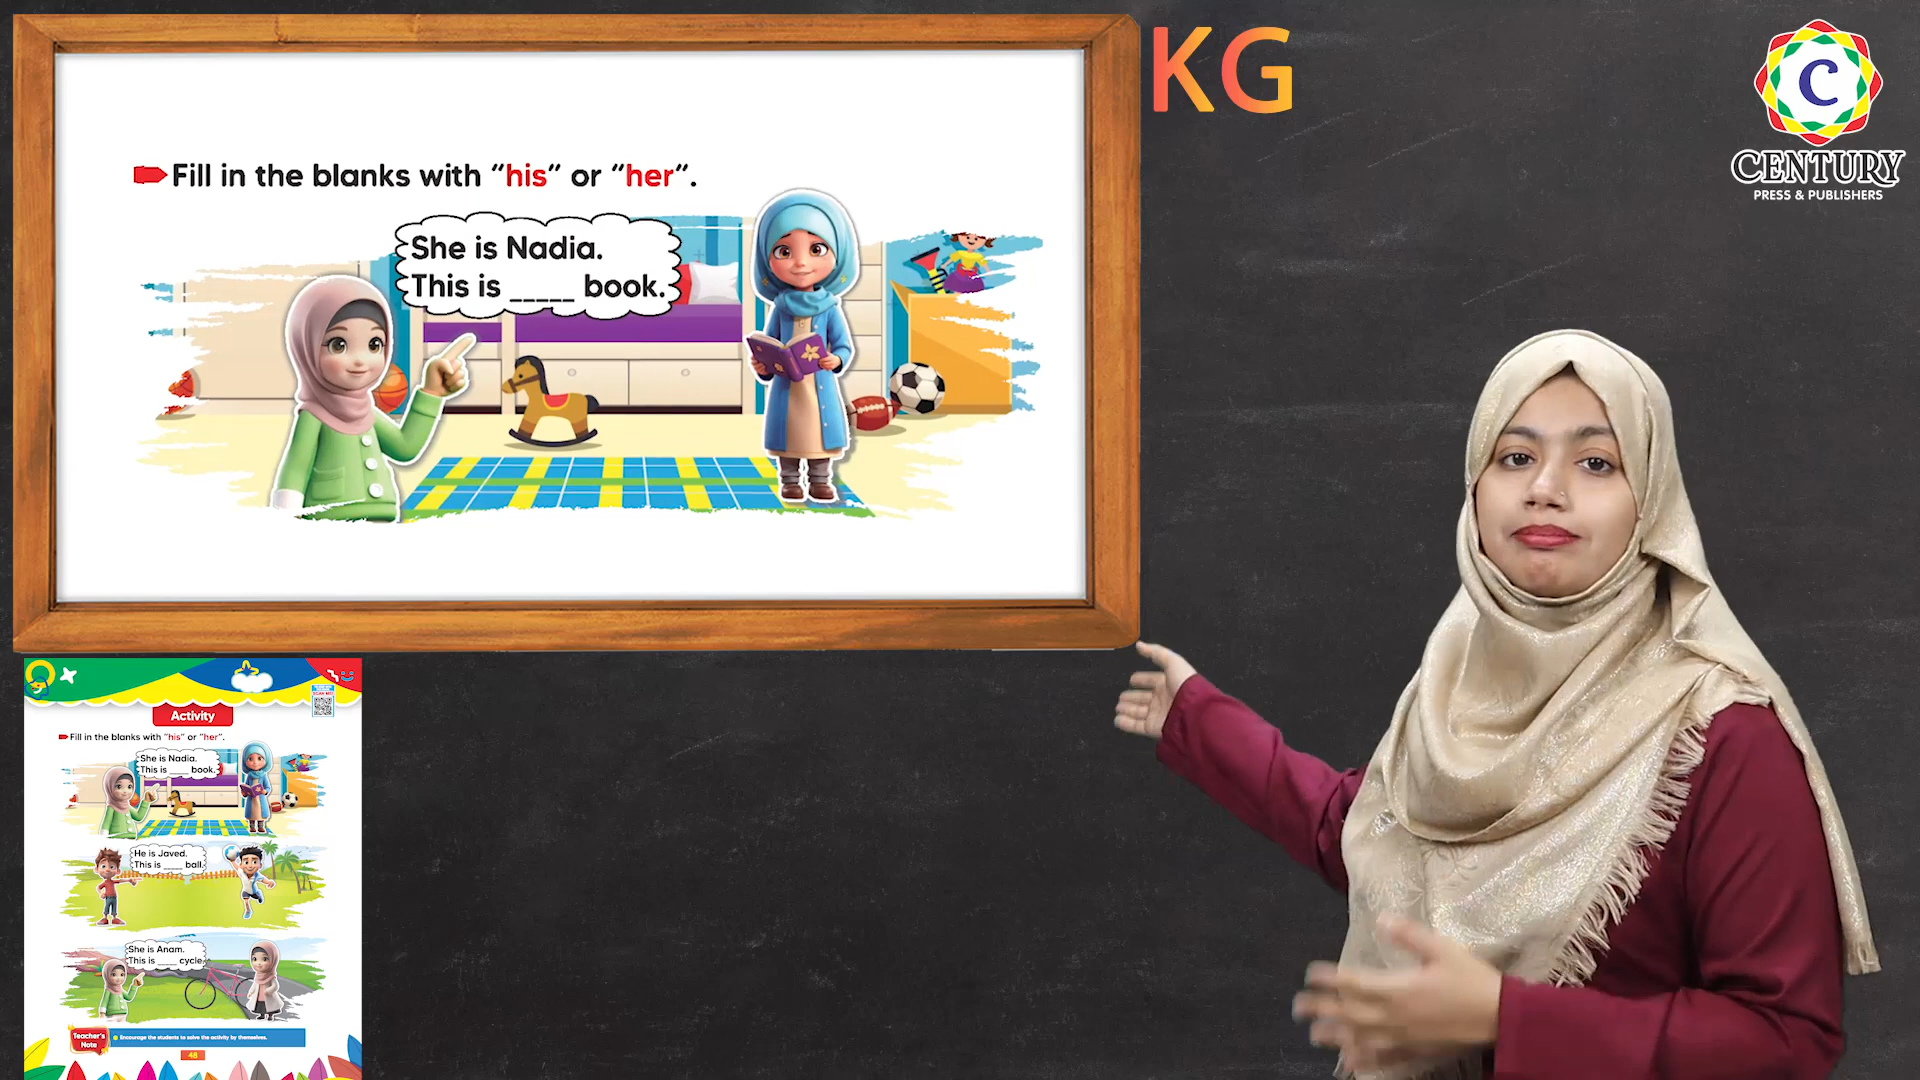 Fill in the blanks with “his” or “her”.
She is Nadia.
This is _____ book.
KG
C
CENTURY
PRESS & PUBLISHERS
Activity
Fill in the blanks with "his" or "her".
She is Nadia.
This is ____ book.
He is Javed.
This is ____ ball.
She is Anam.
This is ____ cycle.
Teacher's
Note
Encourage the students to solve the activity by themselves.
48